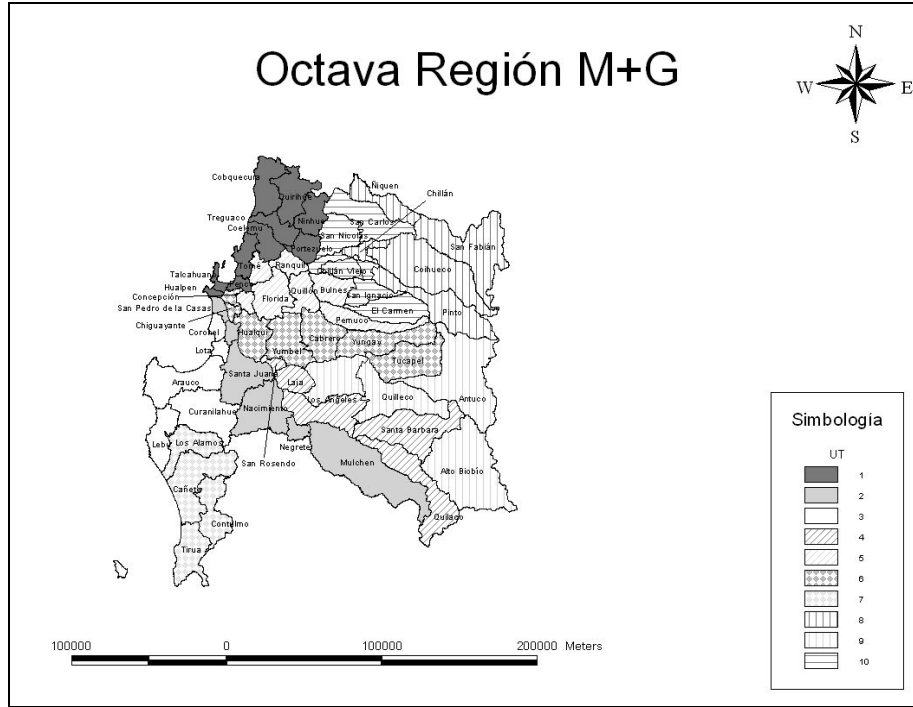 Octava Región M+G
N
W E
S
Cobquecura
Ñiquen
Chillán
Quirihue
Treguaco
Ninhue
San Carlos
Coelemu
San Nicolás
San Fabián
Portezuelo
Tomé
Ranquil
Chillán Viejo
Coihueco
Talcahuano
Penco
Hualpen
Florida
Quillón
Bulnes
San Ignacio
Concepción
El Carmen
Pinto
San Pedro de la Casas
Pemuco
Chiguayante
Coronel
Hualqui
Cabrero
Yungay
Lota
Yumbel
Tucapel
Santa Juana
Arauco
Laja
Quilleco
Antuco
Los Angeles
Curanilahue
Nacimiento
Santa Barbara
Lebu
Los Alamos
Negrete
San Rosendo
Mulchen
Alto Biobío
Cañete
Quilaco
Contulmo
Tirua
Simbología
UT
1
2
3
4
5
6
7
8
9
10
100000 0 100000 200000 Meters